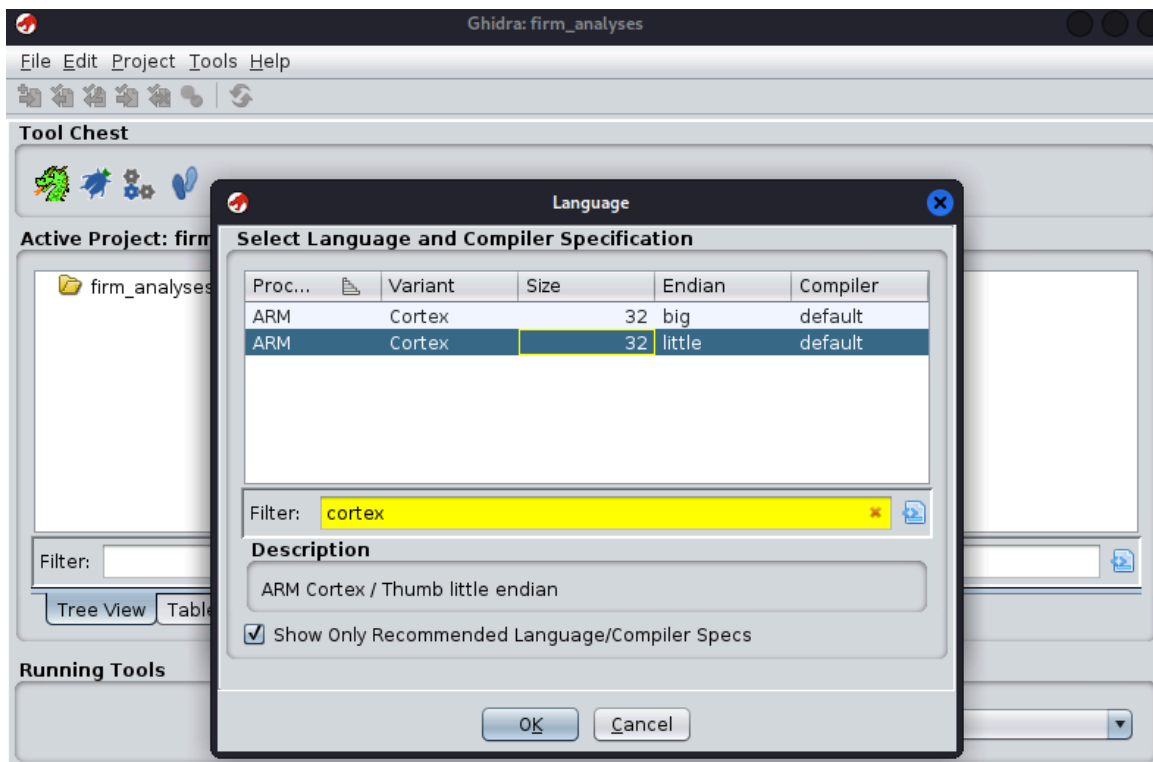 Ghidra: firm_analyses
File Edit Project Tools Help
Tool Chest
Language
Active Project: firm
Select Language and Compiler Specification
firm_analyses
Proc... Variant Size Endian Compiler
ARM Cortex 32 big default
ARM Cortex 32 little default
Filter: cortex
Description
ARM Cortex / Thumb little endian
Filter:
Tree View Table
Show Only Recommended Language/Compiler Specs
Running Tools
OK Cancel